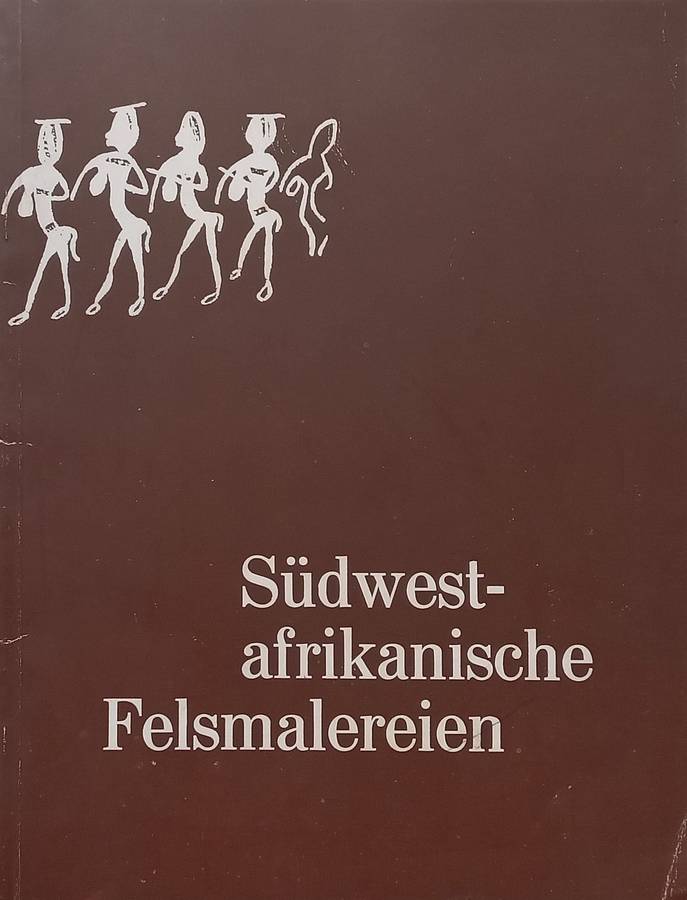 Südwest-
afrikanische
Felsmalereien